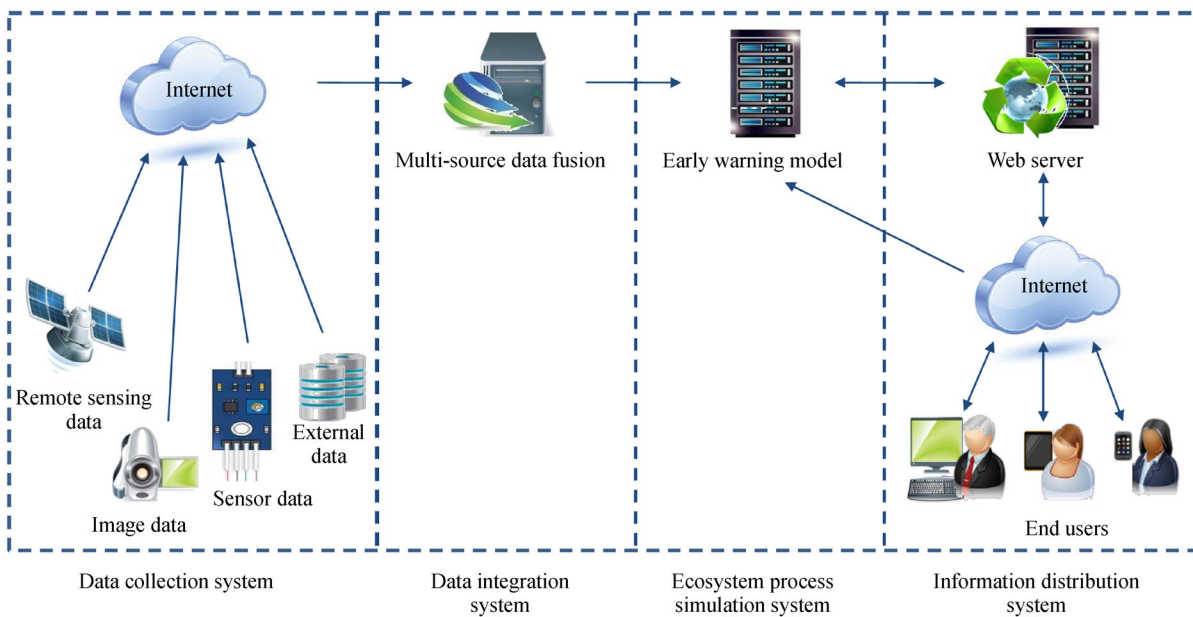 Internet
Multi-source data fusion
Early warning model
Web server
Remote sensing
data
Image data
Sensor data
External
data
Internet
End users
Data collection system
Data integration
system
Ecosystem process
simulation system
Information distribution
system